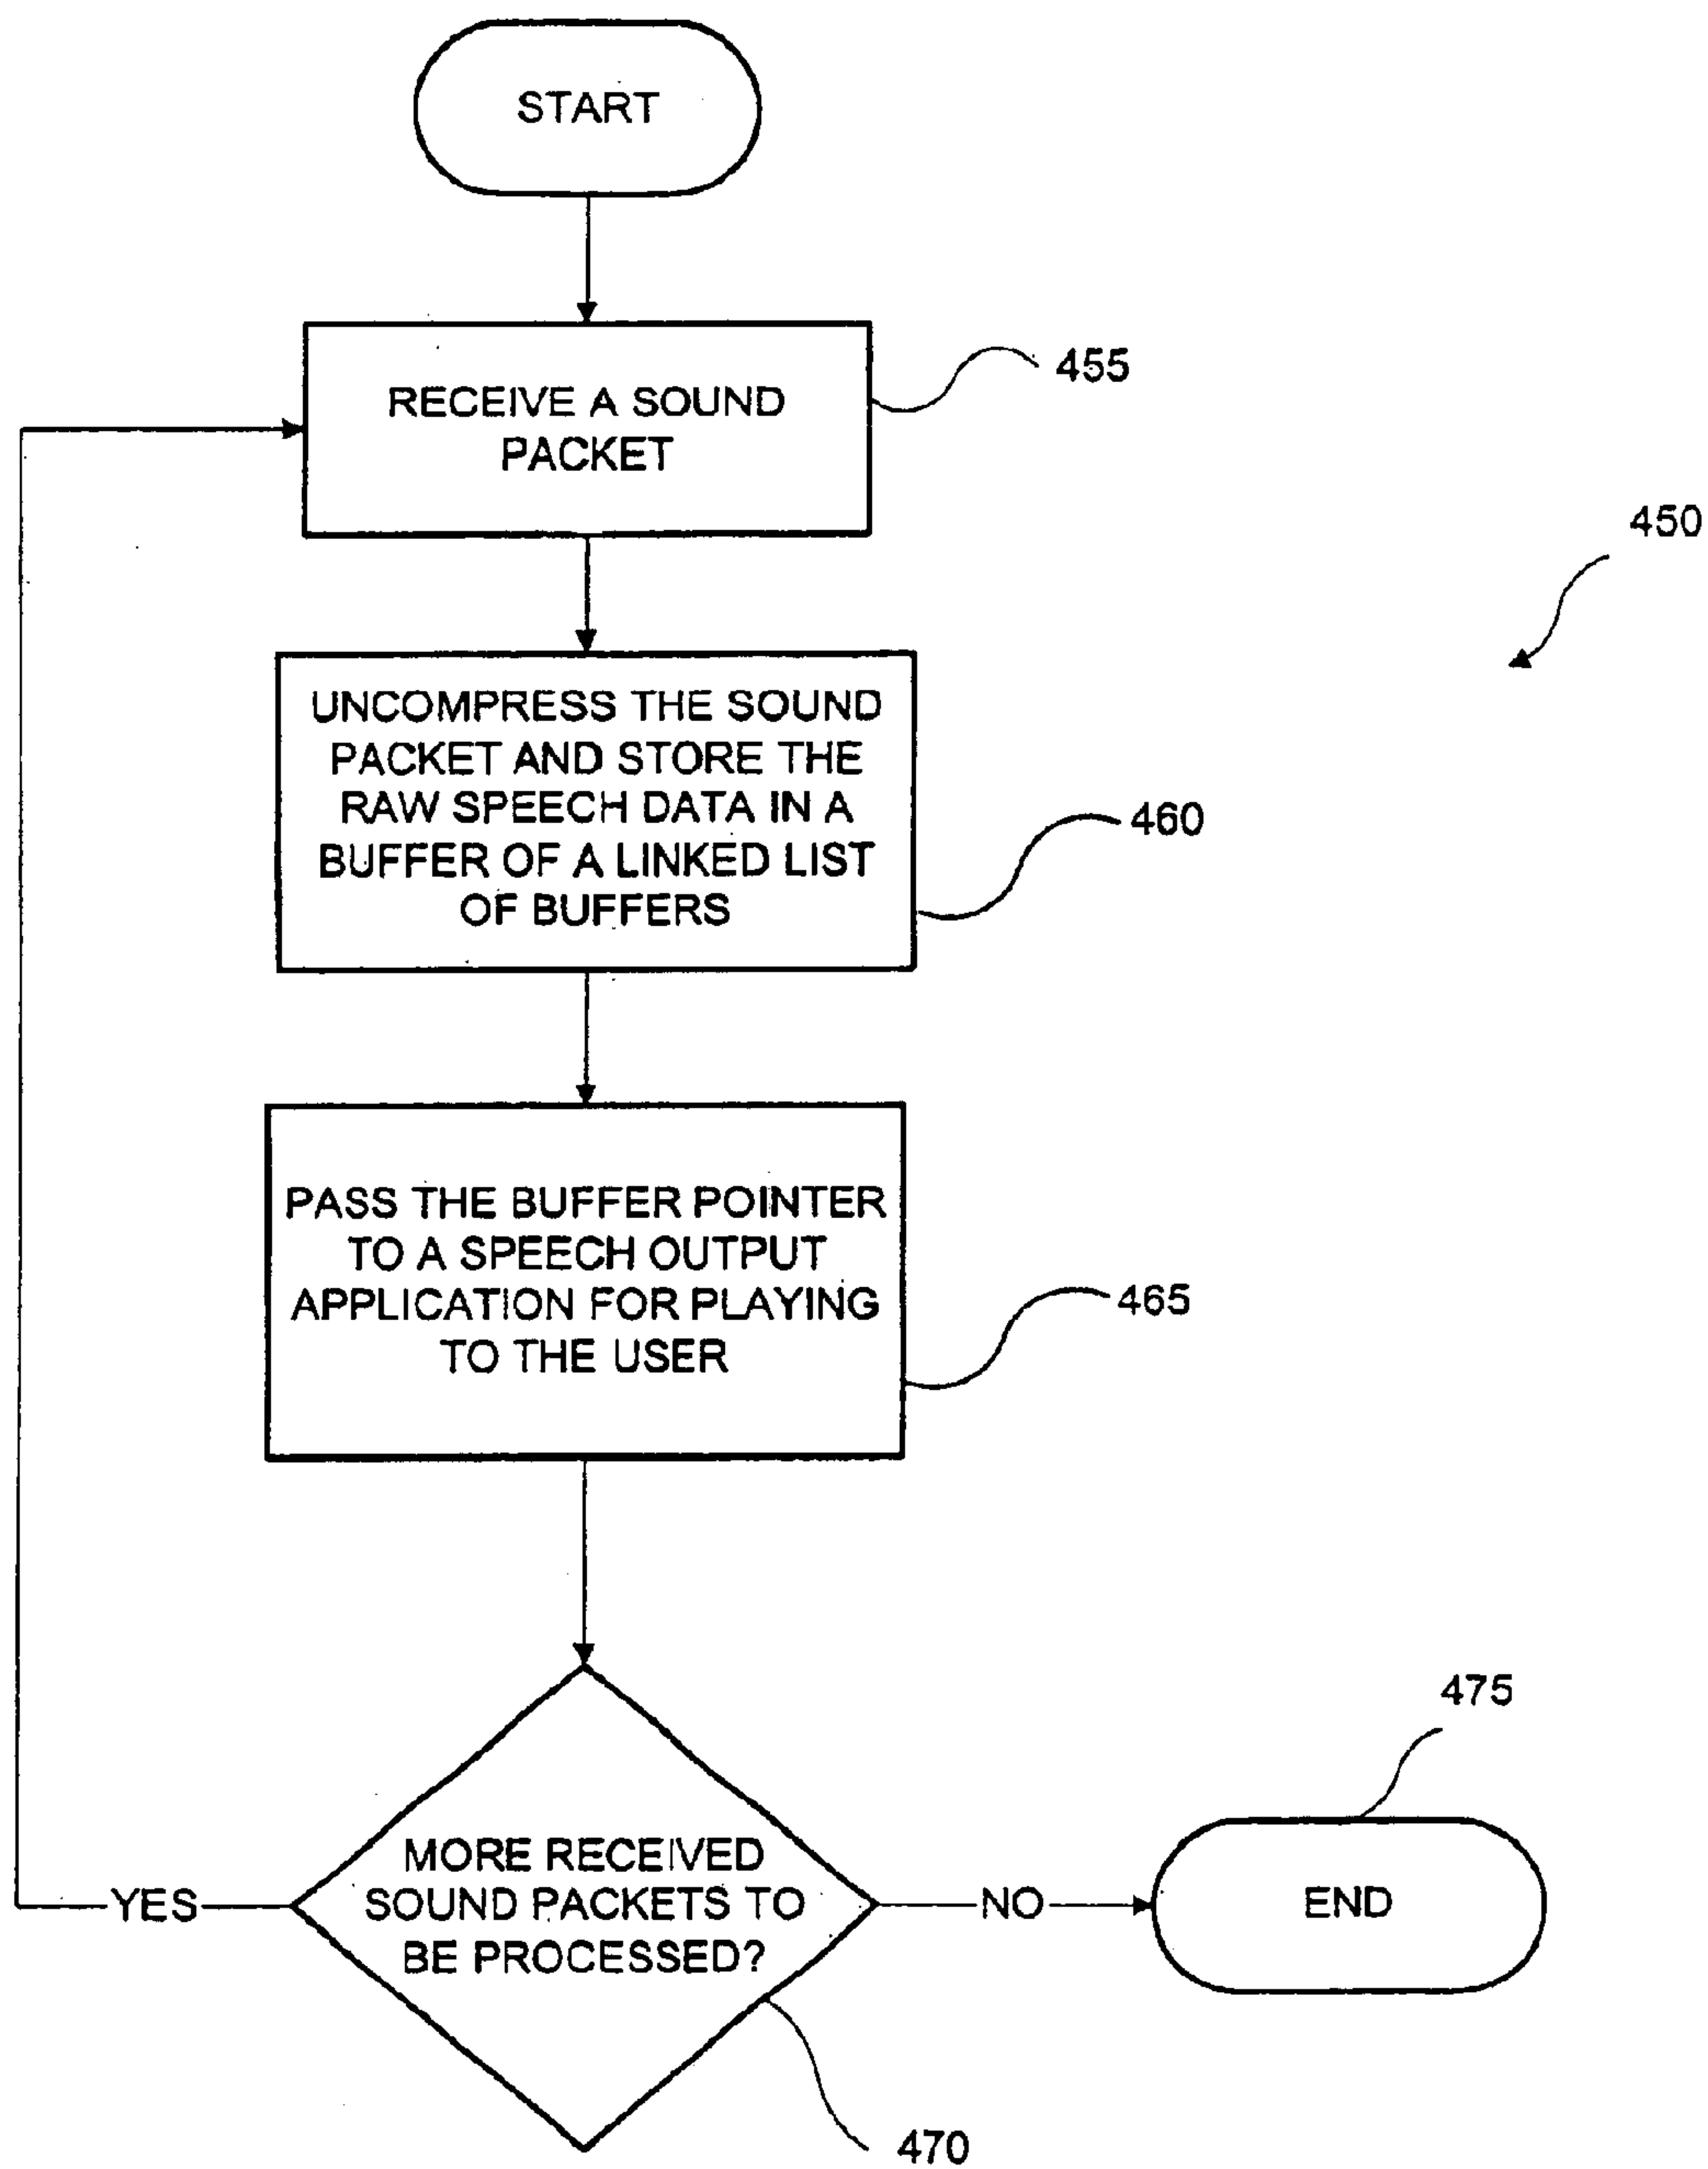 START
RECEIVE A SOUND
PACKET
455
450
UNCOMPRESS THE SOUND
PACKET AND STORE THE
RAW SPEECH DATA IN A
BUFFER OF A LINKED LIST
OF BUFFERS
460
PASS THE BUFFER POINTER
TO A SPEECH OUTPUT
APPLICATION FOR PLAYING
TO THE USER
465
MORE RECEIVED
SOUND PACKETS TO
BE PROCESSED?
YES
NO
475
END
470